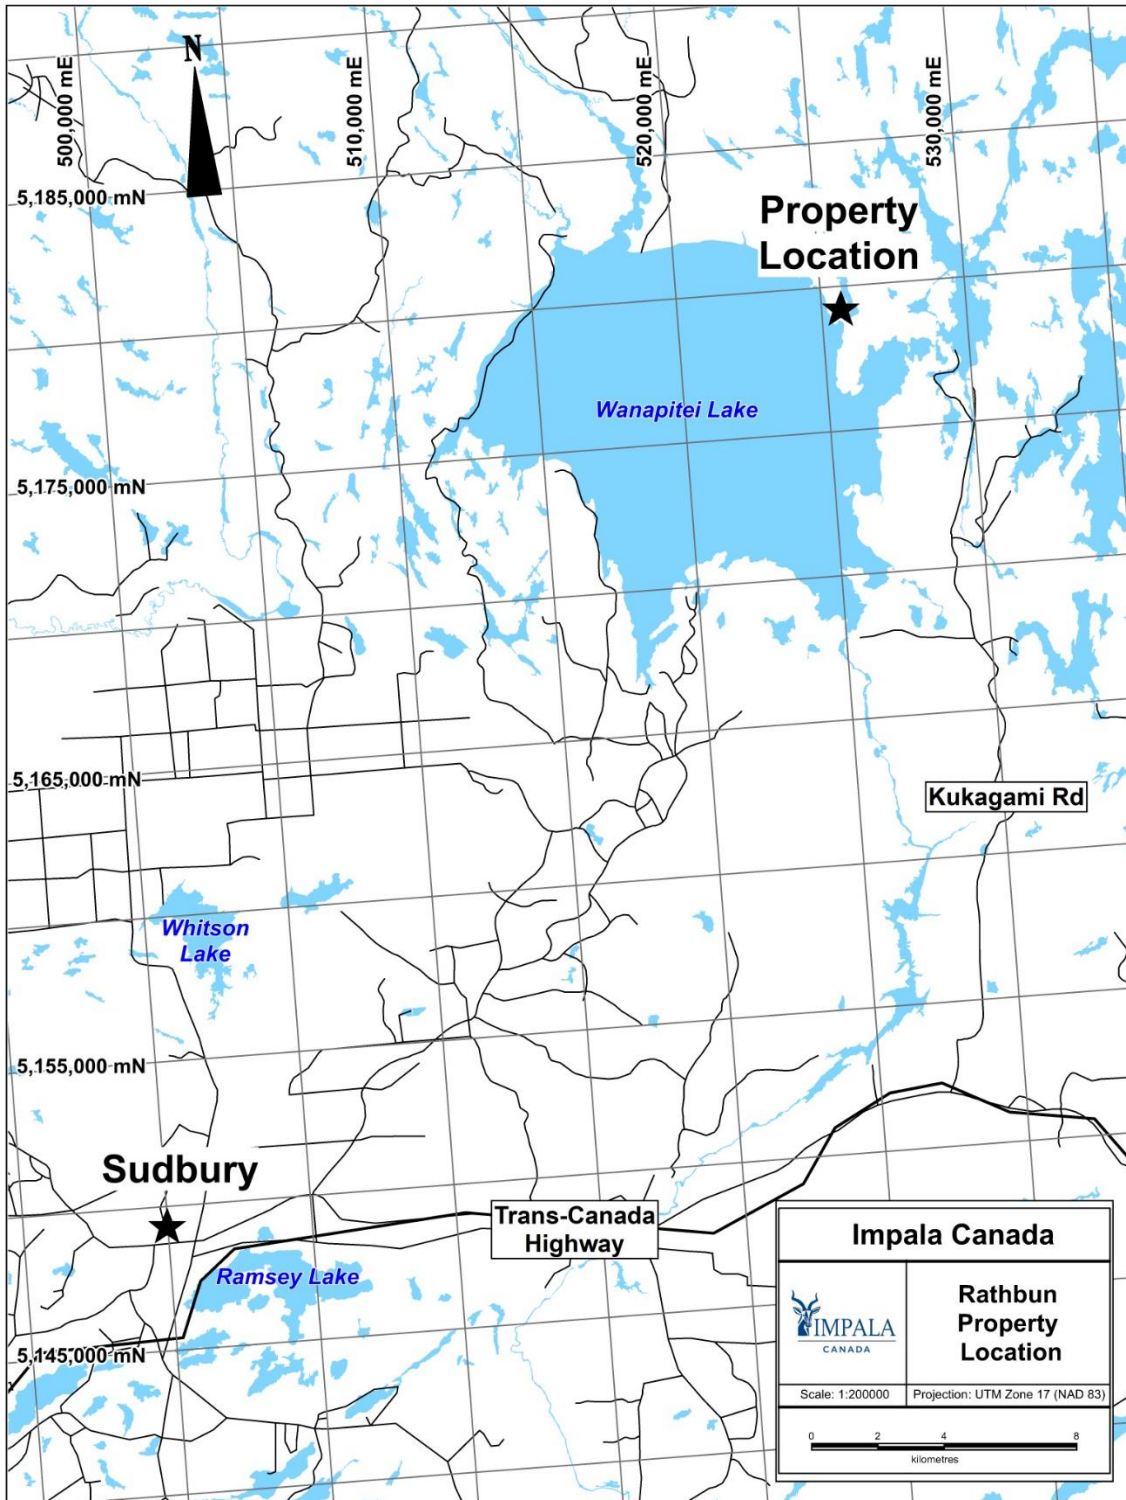 N
500,000 mE
510,000 mE
520,000 mE
530,000 mE
5,185,000 mN
Property
Location
Wanapitei Lake
5,175,000 mN
5,165,000 mN
Kukagami Rd
Whitson
Lake
5,155,000 mN
Sudbury
Trans-Canada
Highway
Ramsey Lake
5,145,000 mN
Impala Canada
IMPALA
CANADA
Rathbun
Property
Location
Scale: 1:200000
Projection: UTM Zone 17 (NAD 83)
0 2 4 8
kilometres